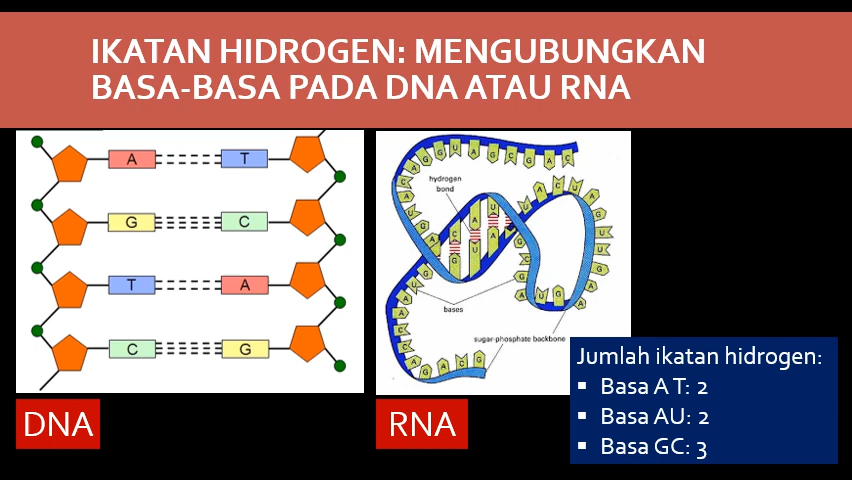 IKATAN HIDROGEN: MENGUBUNGKAN
BASA-BASA PADA DNA ATAU RNA
A T
G C
T A
C G
hydrogen
bond
bases
sugar-phosphate backbone
DNA
RNA
Jumlah ikatan hidrogen:
▪ Basa A T: 2
▪ Basa AU: 2
▪ Basa GC: 3